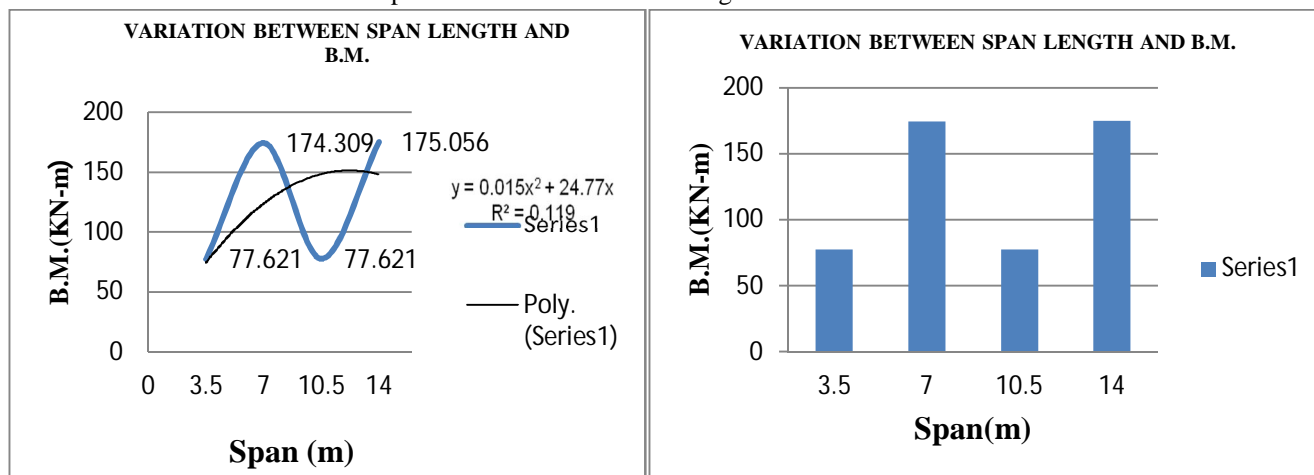 VARIATION BETWEEN SPAN LENGTH AND
B.M.
200
150
100
50
0
B.M.(KN-m)
174.309
175.056
77.621
77.621
y = 0.015x² + 24.77x
R² = 0.119
Series1
Poly.
(Series1)
0 3.5 7 10.5 14
Span (m)
VARIATION BETWEEN SPAN LENGTH AND B.M.
200
150
100
50
0
B.M.(KN-m)
Series1
3.5 7 10.5 14
Span(m)